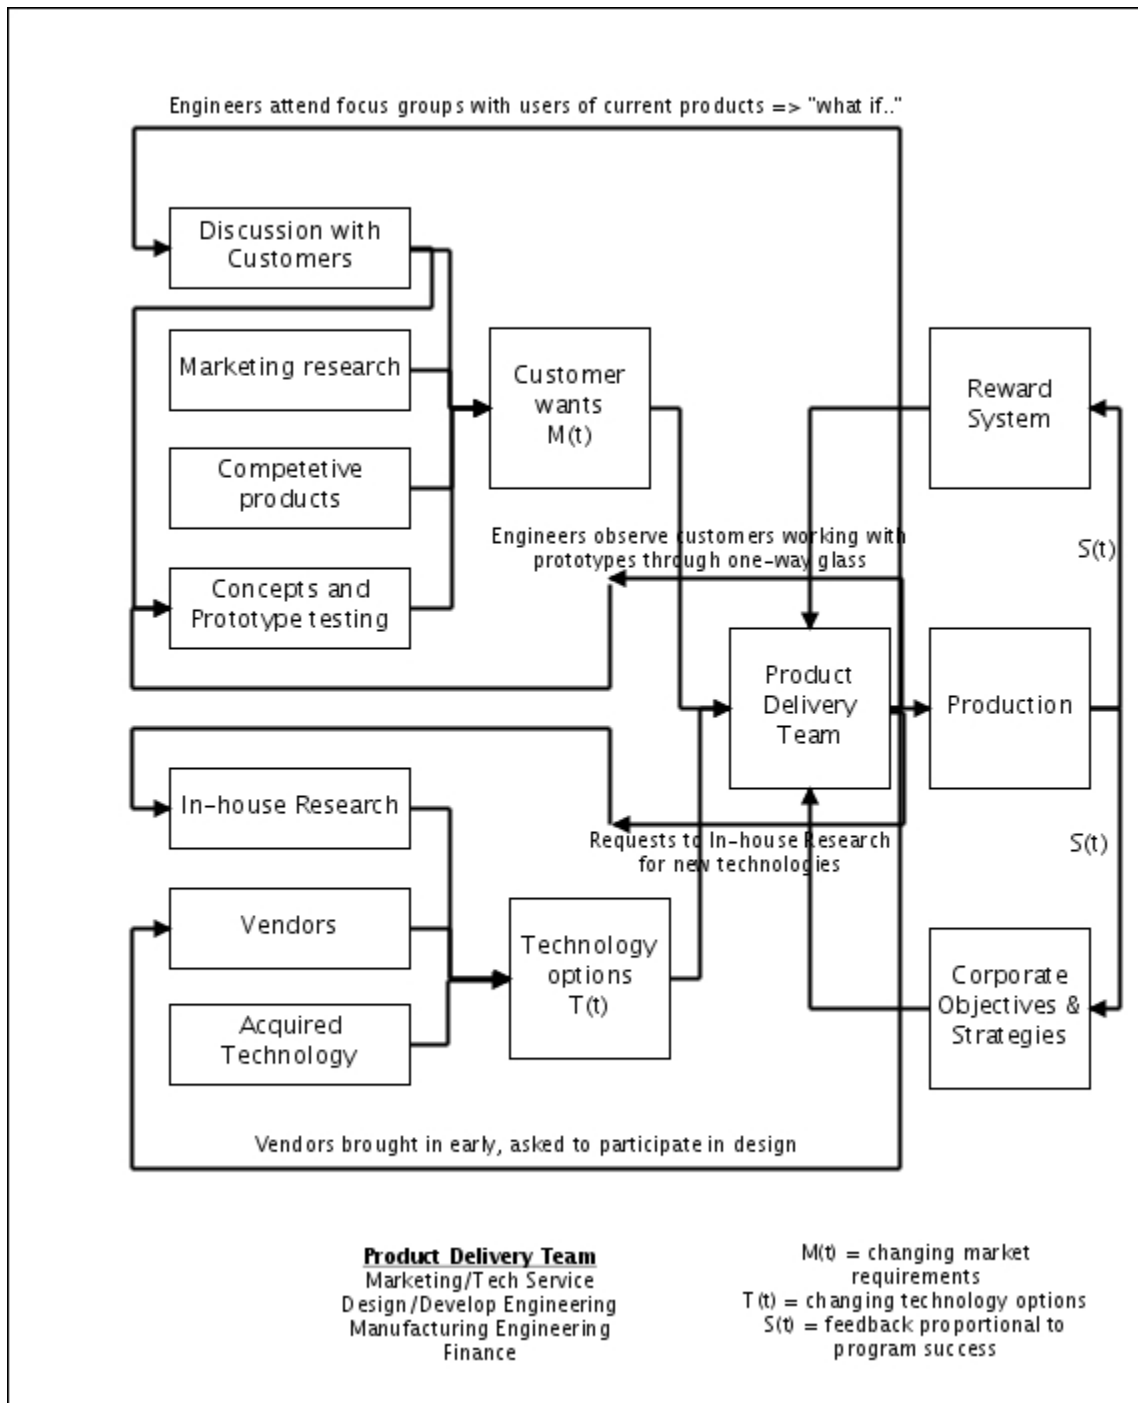 Engineers attend focus groups with users of current products => "what if.."
Discussion with
Customers
Marketing research
Competetive
products
Concepts and
Prototype testing
Customer
wants
M(t)
Reward
System
Engineers observe customers working with
prototypes through one-way glass
S(t)
Product
Delivery
Team
Production
In-house Research
Requests to In-house Research
for new technologies
S(t)
Vendors
Acquired
Technology
Technology
options
T(t)
Corporate
Objectives &
Strategies
Vendors brought in early, asked to participate in design
Product Delivery Team
Marketing/Tech Service
Design/Develop Engineering
Manufacturing Engineering
Finance
M(t) = changing market
requirements
T(t) = changing technology options
S(t) = feedback proportional to
program success